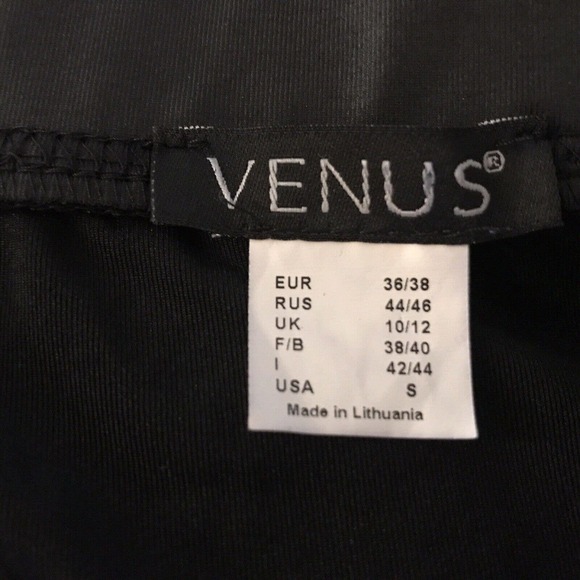 VENUS®
EUR 36/38
RUS 44/46
UK 10/12
F/B 38/40
I 42/44
USA S
Made in Lithuania